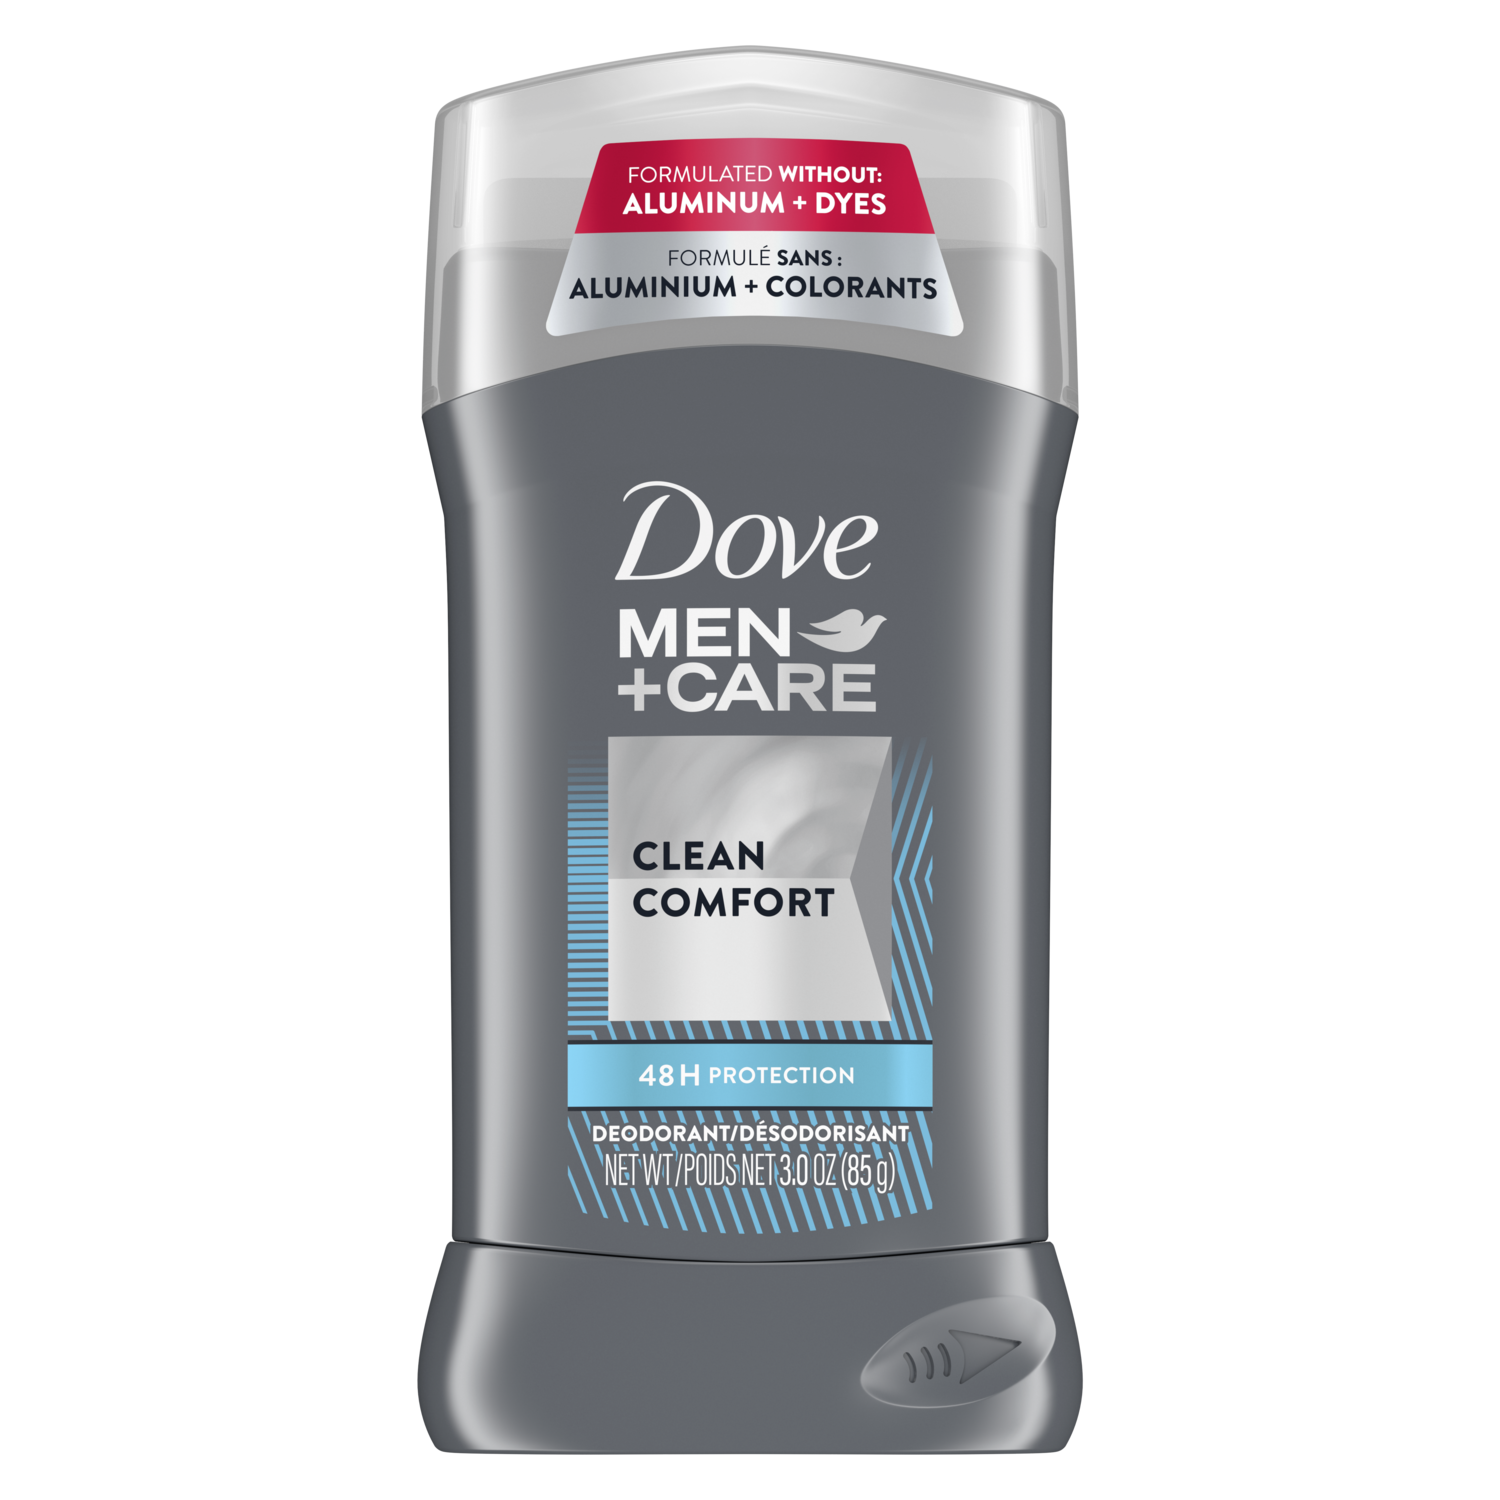 FORMULATED WITHOUT:
ALUMINUM + DYES
FORMULÉ SANS :
ALUMINIUM + COLORANTS
Dove
MEN
+CARE
CLEAN
COMFORT
48H PROTECTION
DEODORANT/DÉSODORISANT
NET WT/POIDS NET 3.0 OZ (85 g)